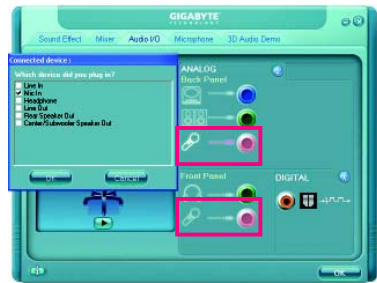 GIGABYTE
TECHNOLOGY
Sound Effect Mixer Audio I/O Microphone 3D Audio Demo
Connected device :
Which device did you plug in?
Line In
Mic In
Headphone
Line Out
Rear Speaker Out
Center/Subwoofer Speaker Out
OK Cancel
ANALOG
Back Panel
Front Panel
DIGITAL
OK